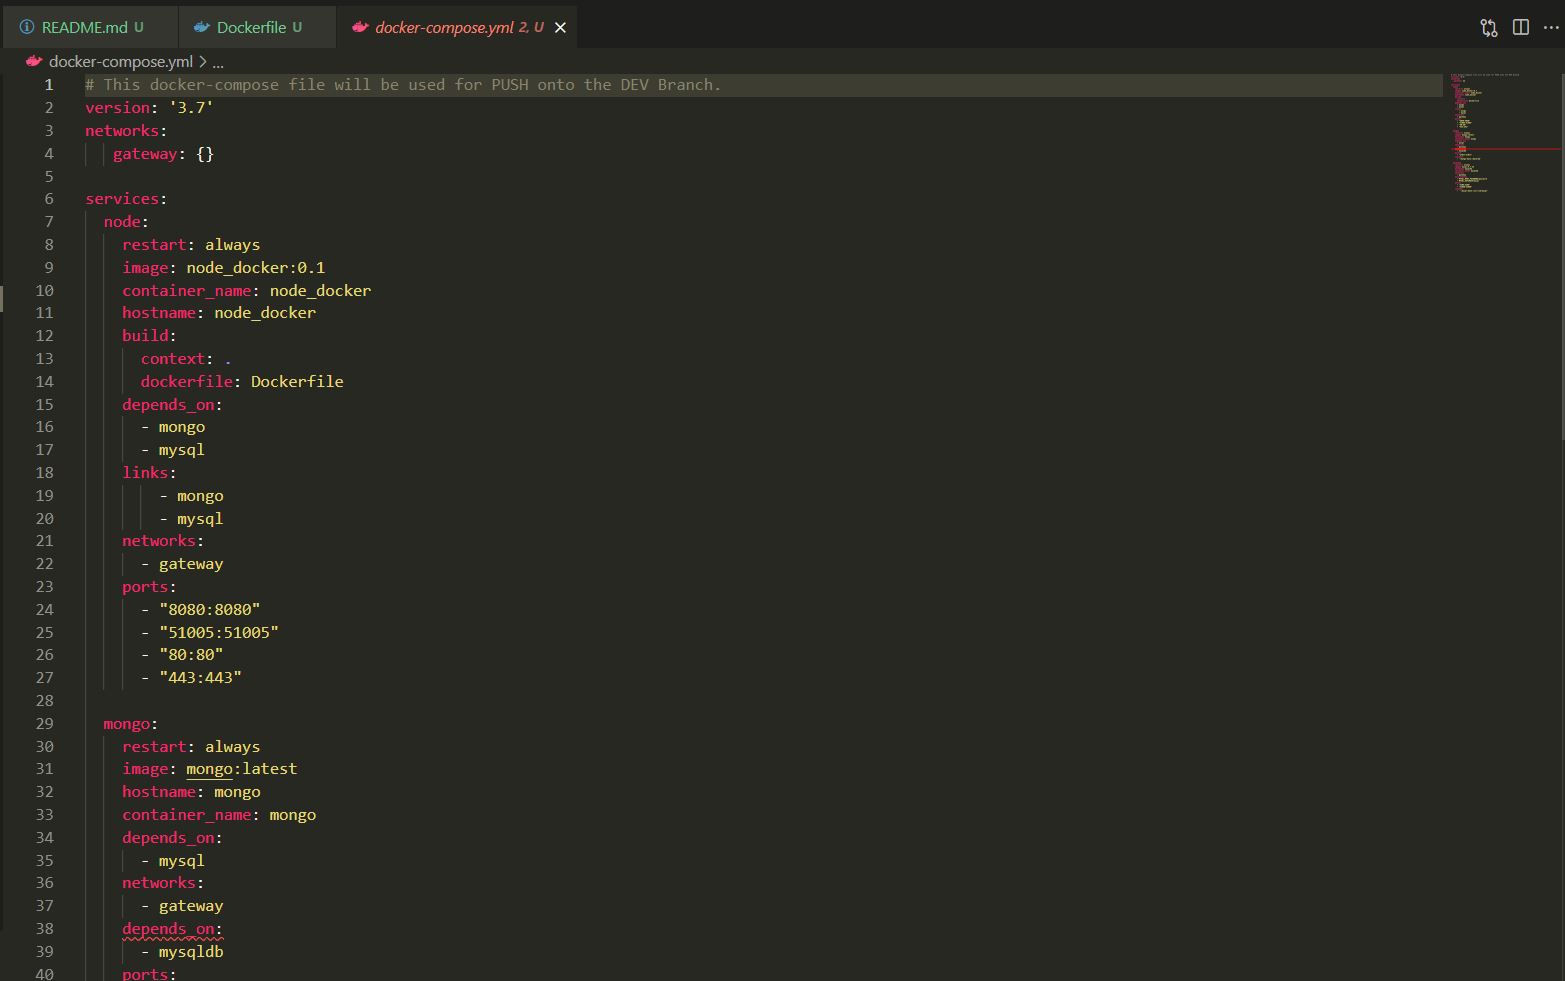 README.md U Dockerfile U docker-compose.yml 2, U
docker-compose.yml > ...
1 # This docker-compose file will be used for PUSH onto the DEV Branch.
2 version: '3.7'
3 networks:
4 gateway: {}
5
6 services:
7 node:
8 restart: always
9 image: node_docker:0.1
10 container_name: node_docker
11 hostname: node_docker
12 build:
13 context: .
14 dockerfile: Dockerfile
15 depends_on:
16 - mongo
17 - mysql
18 links:
19 - mongo
20 - mysql
21 networks:
22 - gateway
23 ports:
24 - "8080:8080"
25 - "51005:51005"
26 - "80:80"
27 - "443:443"
28
29 mongo:
30 restart: always
31 image: mongo:latest
32 hostname: mongo
33 container_name: mongo
34 depends_on:
35 - mysql
36 networks:
37 - gateway
38 depends_on:
39 - mysqldb
40 ports: